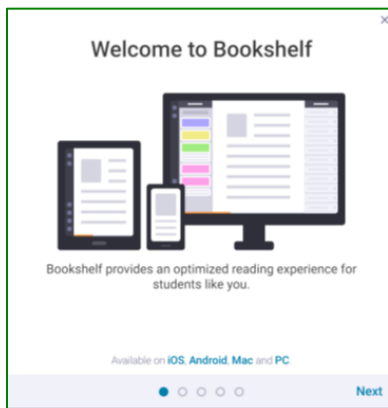 ×
Welcome to Bookshelf
Bookshelf provides an optimized reading experience for
students like you.
Available on iOS, Android, Mac and PC.
Next